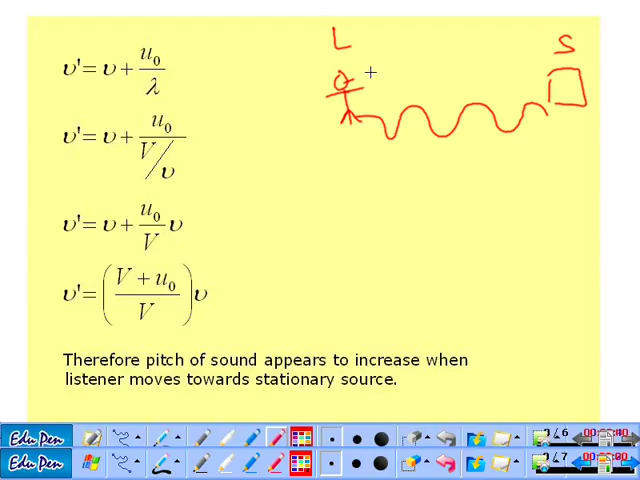 L
S
υ' = υ + u₀/λ
υ' = υ + u₀/(V/υ)
υ' = υ + (u₀/V) υ
υ' = ((V + u₀)/V) υ
Therefore pitch of sound appears to increase when
listener moves towards stationary source.
Edu Pen
Edu Pen